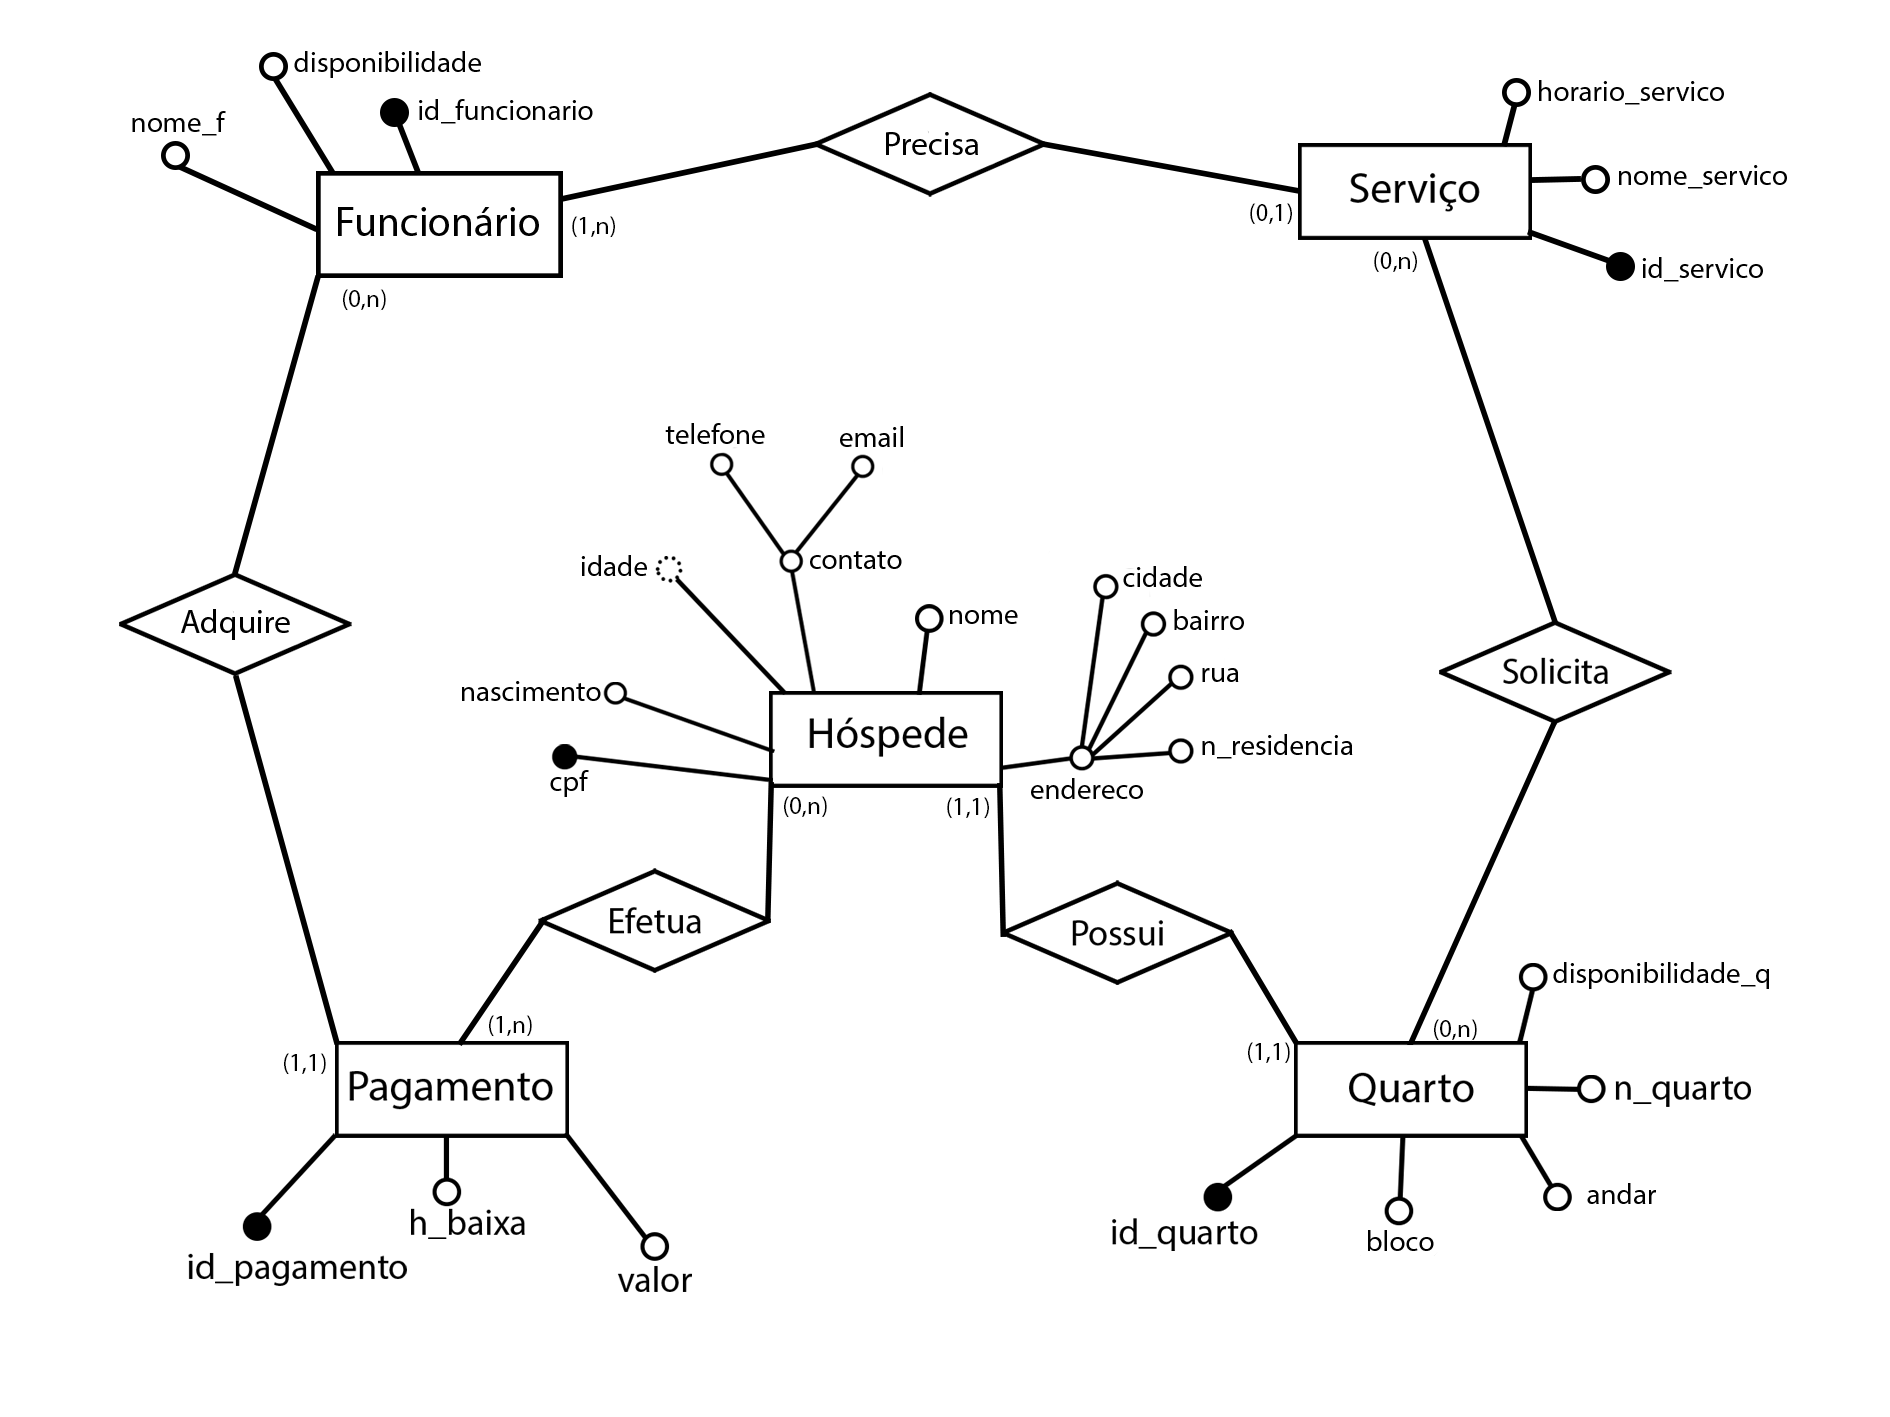 disponibilidade
id_funcionario
nome_f
Funcionário
(1,n)
(0,n)
Precisa
horario_servico
nome_servico
id_servico
Serviço
(0,1)
(0,n)
telefone
email
contato
idade
nome
nascimento
cpf
cidade
bairro
rua
n_residencia
endereco
Hóspede
(0,n)
(1,1)
Adquire
Solicita
Efetua
Possui
(1,n)
(1,1)
Pagamento
id_pagamento
h_baixa
valor
(0,n)
(1,1)
Quarto
disponibilidade_q
n_quarto
andar
bloco
id_quarto